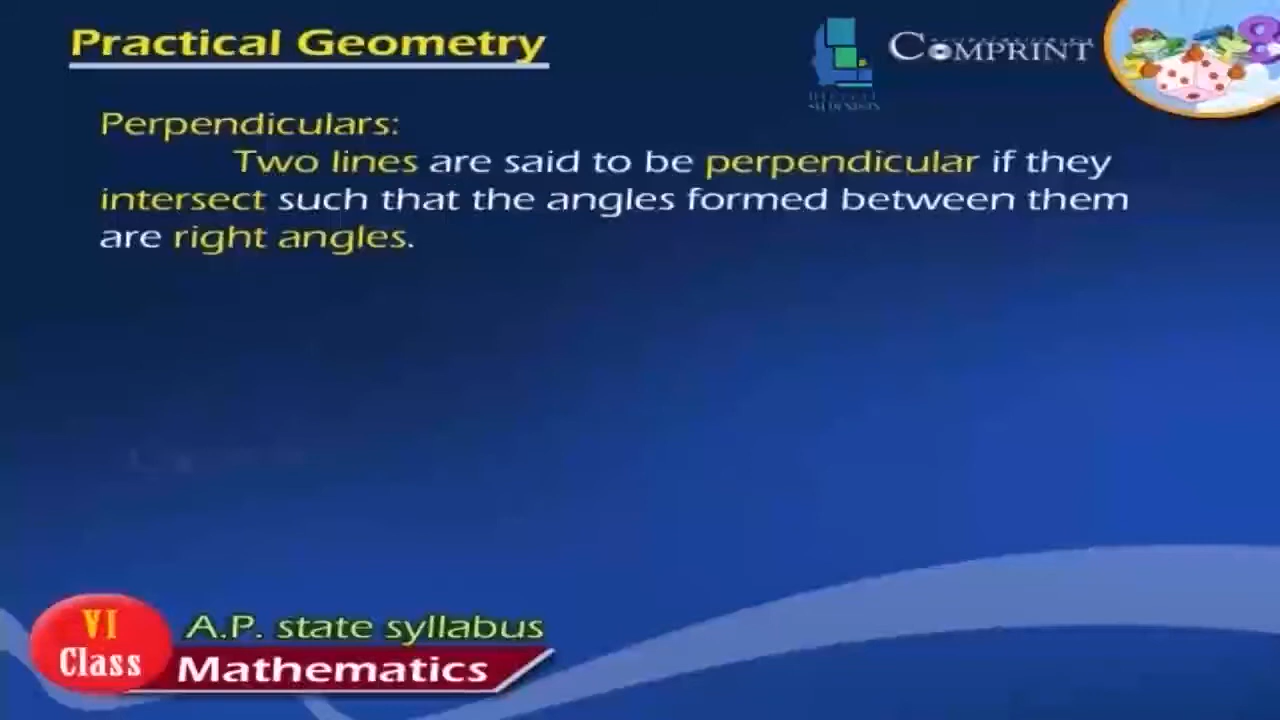 Practical Geometry
COMPRINT
Perpendiculars:
Two lines are said to be perpendicular if they
intersect such that the angles formed between them
are right angles.
VI
Class
A.P. state syllabus
Mathematics